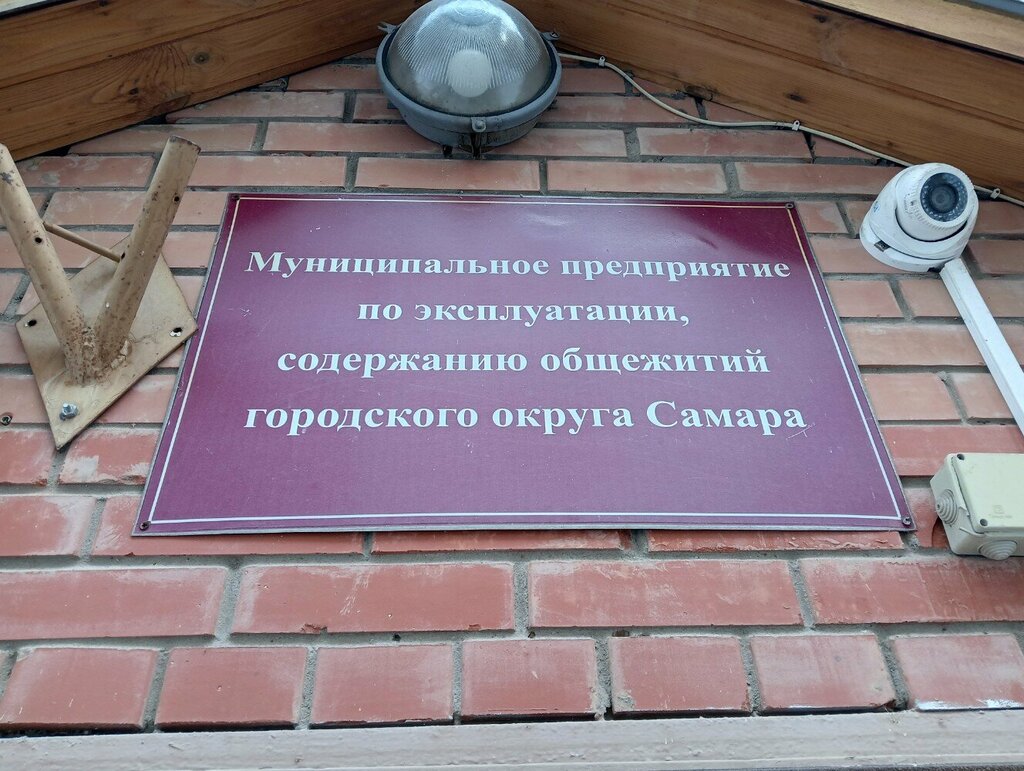 Муниципальное предприятие
по эксплуатации,
содержанию общежитий
городского округа Самара